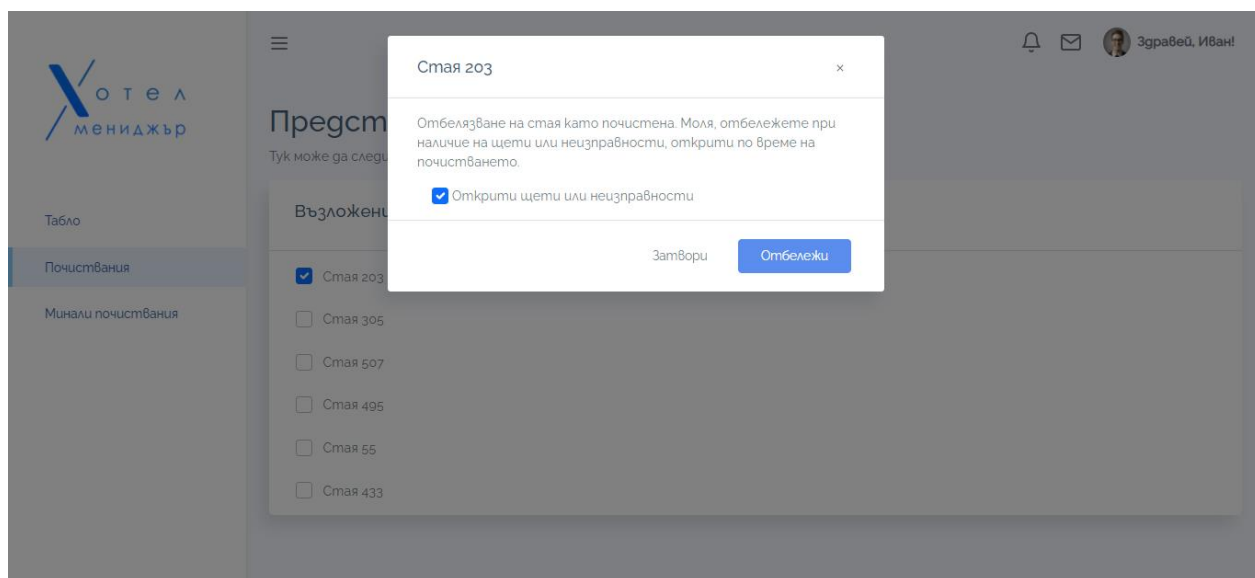 Хотел
мениджър
Здравей, Иван!
Табло
Почиствания
Минали почиствания
Предст
Тук може да следи
Възложени
Стая 203
Стая 305
Стая 507
Стая 495
Стая 55
Стая 433
Стая 203
×
Отбелязване на стая като почистена. Моля, отбележете при
наличие на щети или неизправности, открити по време на
почистването.
Открити щети или неизправности
Затвори
Отбележи